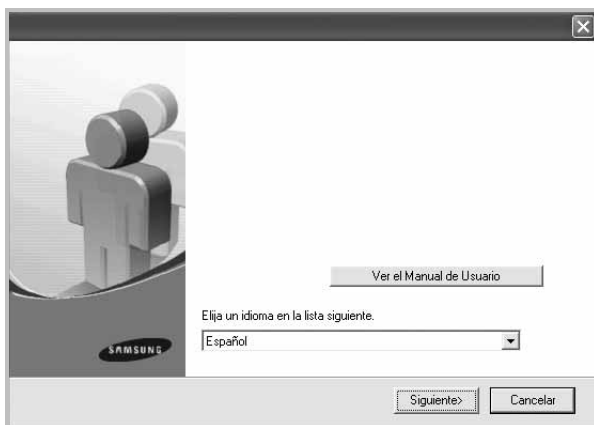 Ver el Manual de Usuario
Elija un idioma en la lista siguiente.
Español
SAMSUNG
Siguiente>
Cancelar